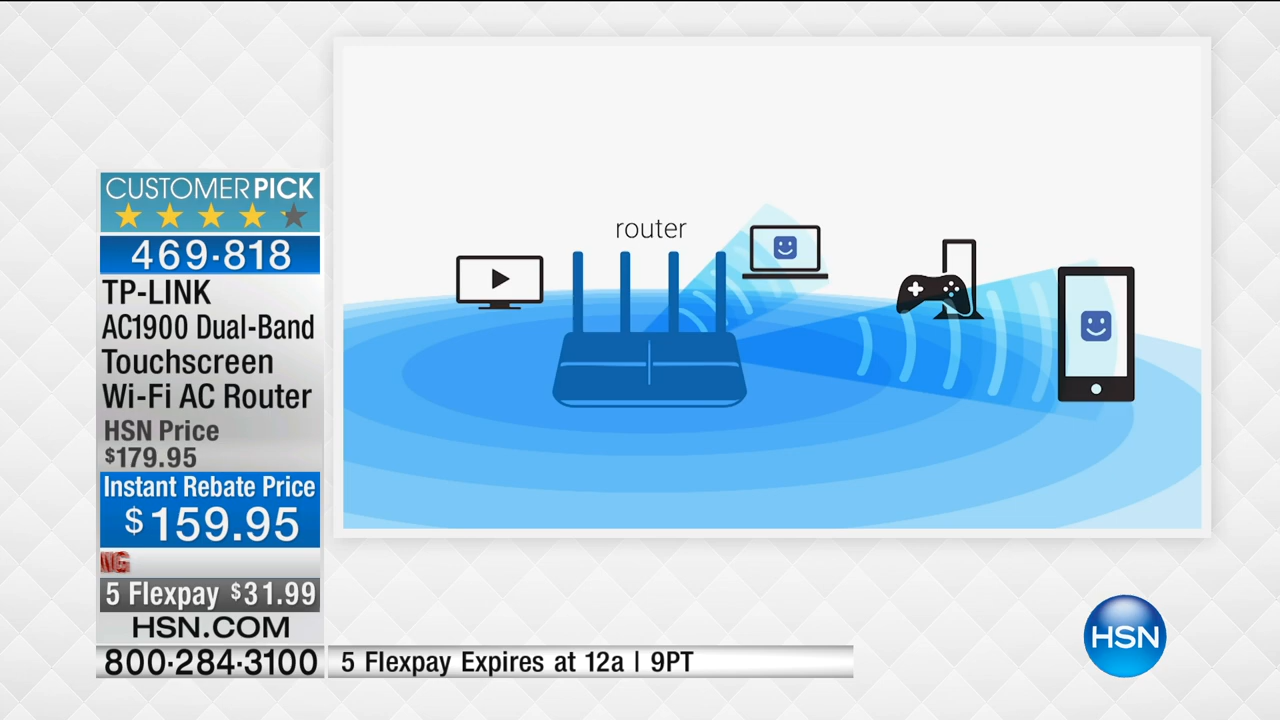 CUSTOMERPICK
469·818
TP-LINK
AC1900 Dual-Band
Touchscreen
Wi-Fi AC Router
HSN Price
$179.95
Instant Rebate Price
$159.95
5 Flexpay $31.99
HSN.COM
800·284·3100
5 Flexpay Expires at 12a | 9PT
router
HSN